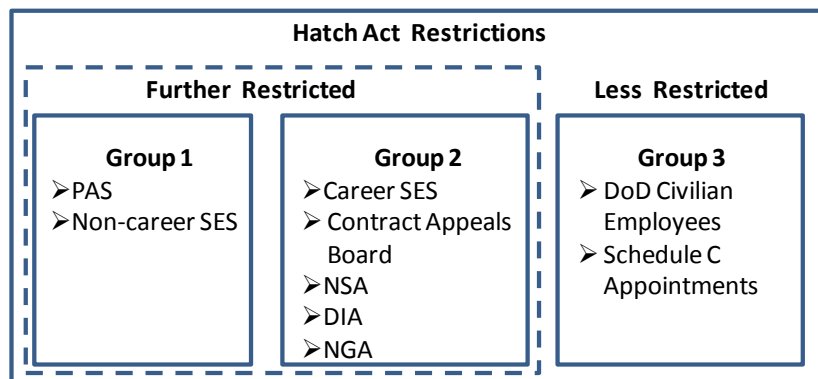 Hatch Act Restrictions
Further Restricted
Less Restricted
Group 1
➢PAS
➢Non-career SES
Group 2
➢Career SES
➢ Contract Appeals
Board
➢NSA
➢DIA
➢NGA
Group 3
➢ DoD Civilian
Employees
➢ Schedule C
Appointments